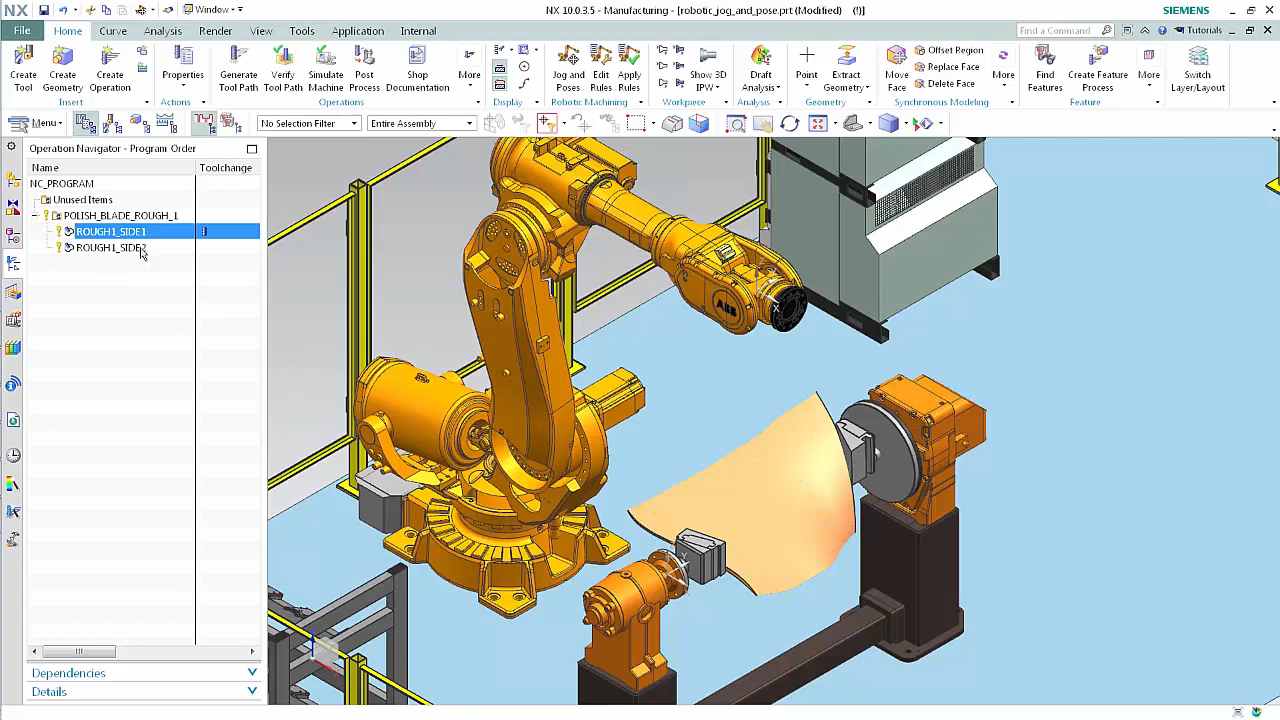 NX
Window
NX 10.0.3.5 - Manufacturing - [robotic_jog_and_pose.prt (Modified) (!)]
SIEMENS
File
Home
Curve
Analysis
Render
View
Tools
Application
Internal
Find a Command
Tutorials
Create Tool
Create Geometry
Create Operation
Properties
Generate Tool Path
Verify Tool Path
Simulate Machine
Post Process
Shop Documentation
More
Jog and Poses
Edit Rules
Apply Rules
Show 3D IPW
Draft Analysis
Point
Extract Geometry
Move Face
Offset Region
Replace Face
Delete Face
More
Find Features
Create Feature Process
More
Switch Layer/Layout
Insert
Actions
Operations
Display
Robotic Machining
Workpiece
Analysis
Geometry
Synchronous Modeling
Feature
Menu
No Selection Filter
Entire Assembly
Operation Navigator - Program Order
Name
Toolchange
NC_PROGRAM
Unused Items
POLISH_BLADE_ROUGH_1
ROUGH1_SIDE1
ROUGH1_SIDE2
Dependencies
Details
ABB
X
Y